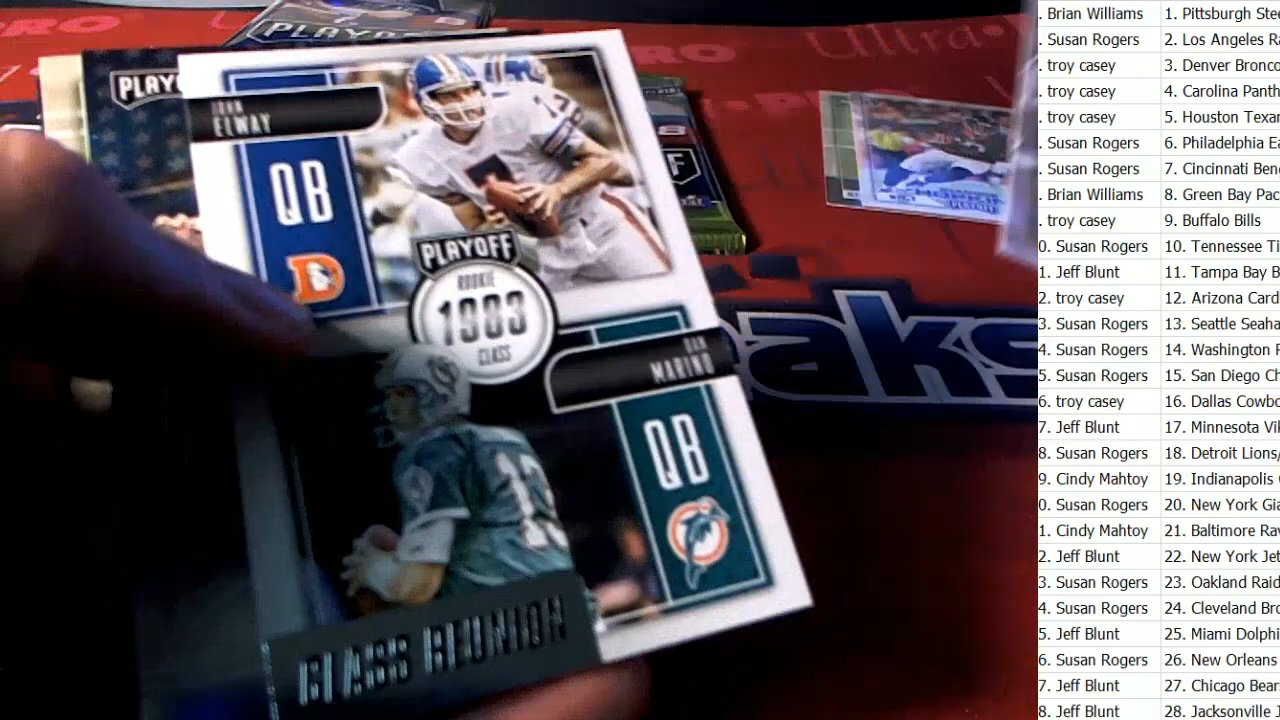 PLAYOFF
PLAYOFF
JOHN
ELWAY
QB
D
PLAYOFF
ROOKIE
1983
CLASS
DAN
MARINO
QB
13
CLASS REUNION
aks
Ultra-
. Brian Williams 1. Pittsburgh Ste
. Susan Rogers 2. Los Angeles Ra
. troy casey 3. Denver Bronco
. troy casey 4. Carolina Panth
. troy casey 5. Houston Texa
. Susan Rogers 6. Philadelphia Ea
. Susan Rogers 7. Cincinnati Beng
. Brian Williams 8. Green Bay Pa
. troy casey 9. Buffalo Bills
0. Susan Rogers 10. Tennessee Ti
1. Jeff Blunt 11. Tampa Bay B
2. troy casey 12. Arizona Card
3. Susan Rogers 13. Seattle Seaha
4. Susan Rogers 14. Washington R
5. Susan Rogers 15. San Diego Ch
6. troy casey 16. Dallas Cowbo
7. Jeff Blunt 17. Minnesota Vik
8. Susan Rogers 18. Detroit Lions/
9. Cindy Mahtoy 19. Indianapolis
0. Susan Rogers 20. New York Gia
1. Cindy Mahtoy 21. Baltimore Rav
2. Jeff Blunt 22. New York Jet
3. Susan Rogers 23. Oakland Raid
4. Susan Rogers 24. Cleveland Bro
5. Jeff Blunt 25. Miami Dolphi
6. Susan Rogers 26. New Orleans
7. Jeff Blunt 27. Chicago Bear
8. Jeff Blunt 28. Jacksonville J